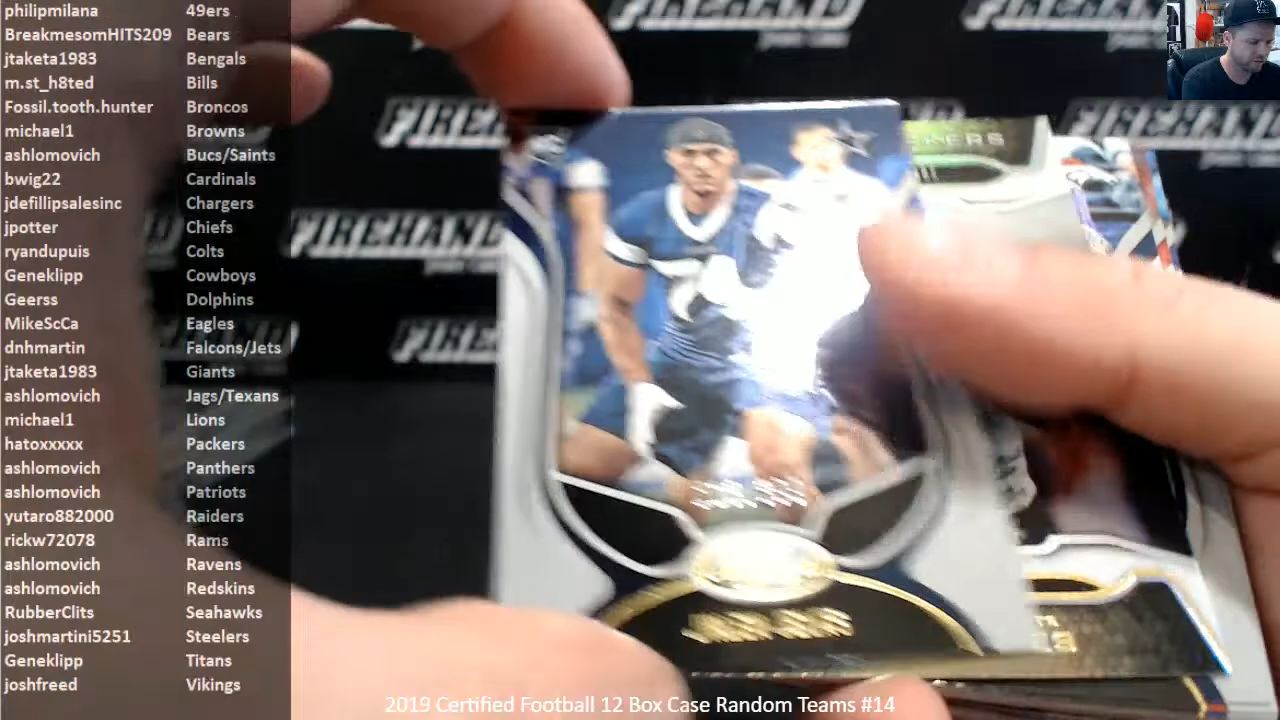 philipmilana 49ers
BreakmesomHITS209 Bears
jtaketa1983 Bengals
m.st_h8ted Bills
Fossil.tooth.hunter Broncos
michael1 Browns
ashlomovich Bucs/Saints
bwig22 Cardinals
jdefillipsalesinc Chargers
jpotter Chiefs
ryandupuis Colts
Geneklipp Cowboys
Geerss Dolphins
MikeScCa Eagles
dnhmartin Falcons/Jets
jtaketa1983 Giants
ashlomovich Jags/Texans
michael1 Lions
hatoxxxxx Packers
ashlomovich Panthers
ashlomovich Patriots
yutaro882000 Raiders
rickw72078 Rams
ashlomovich Ravens
ashlomovich Redskins
RubberClits Seahawks
joshmartini5251 Steelers
Geneklipp Titans
joshfreed Vikings
2019 Certified Football 12 Box Case Random Teams #14